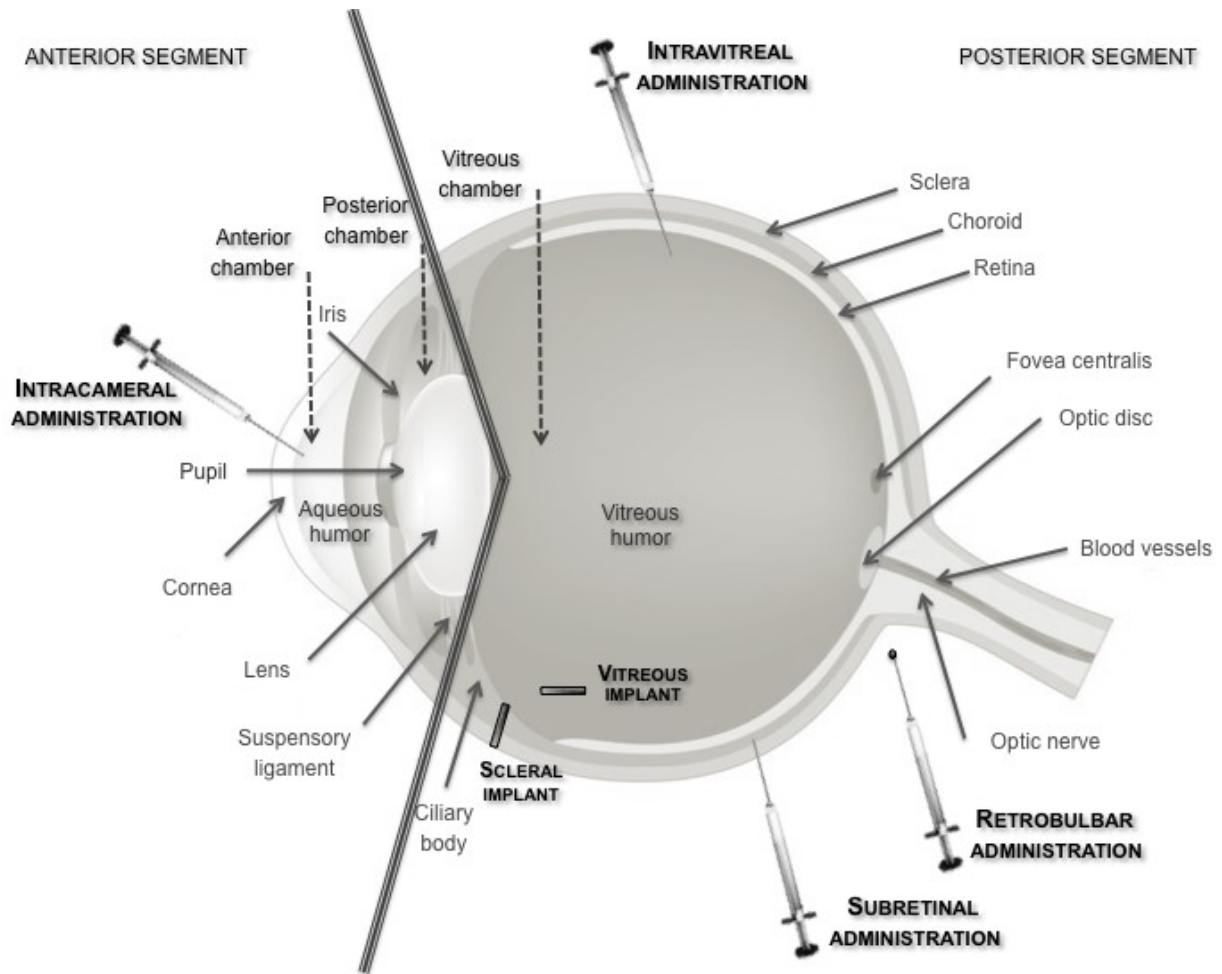 ANTERIOR SEGMENT
INTRAVITREAL
ADMINISTRATION
POSTERIOR SEGMENT
Vitreous
chamber
Posterior
chamber
Anterior
chamber
Iris
Sclera
Choroid
Retina
INTRACAMERAL
ADMINISTRATION
Fovea centralis
Optic disc
Pupil
Aqueous
humor
Vitreous
humor
Blood vessels
Cornea
Lens
VITREOUS
IMPLANT
Suspensory
ligament
SCLERAL
IMPLANT
Optic nerve
Ciliary
body
RETROBULBAR
ADMINISTRATION
SUBRETINAL
ADMINISTRATION